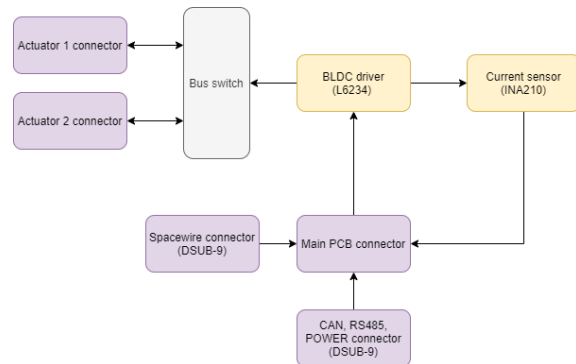 Actuator 1 connector
Bus switch
BLDC driver
(L6234)
Current sensor
(INA210)
Actuator 2 connector
Spacewire connector
(DSUB-9)
Main PCB connector
CAN, RS485,
POWER connector
(DSUB-9)